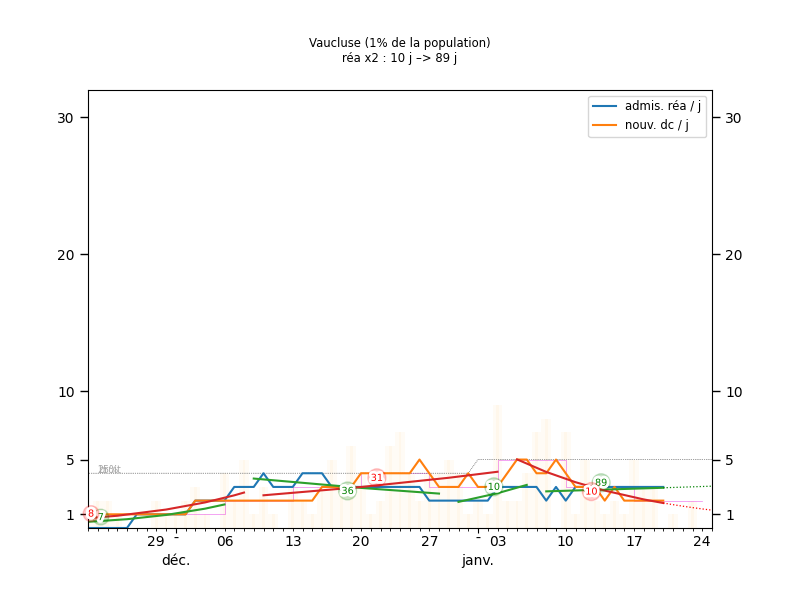 Vaucluse (1% de la population)
réa x2 : 10 j –> 89 j
admis. réa / j
nouv. dc / j
30
30
20
20
10
10
5
5
1
1
31
36
10
89
10
8
7
29 - 06 13 20 27 - 03 10 17 24
déc. janv.